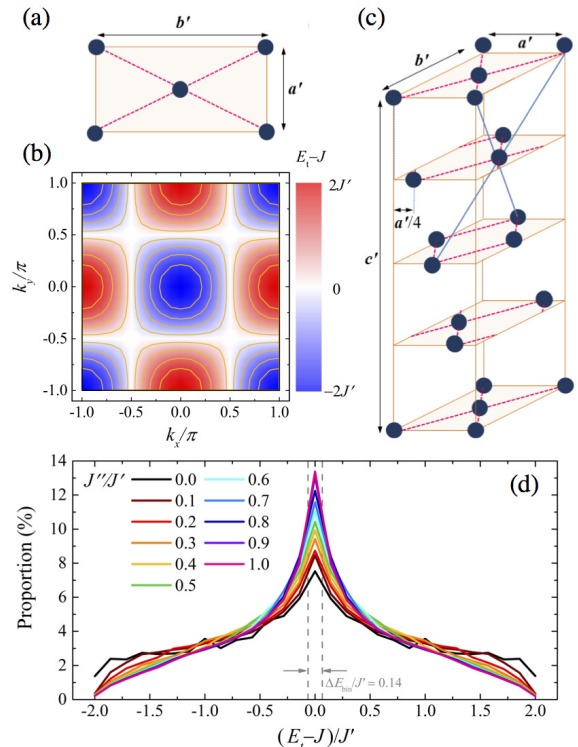 (a)
b′
a′
(b)
E_t–J
1.0
0.5
0.0
-0.5
-1.0
k_y/π
-1.0 -0.5 0.0 0.5 1.0
k_x/π
2J′
0
−2J′
(c)
a′
b′
a′/4
c′
(d)
14
12
10
8
6
4
2
0
Proportion (%)
J′′/J′
0.0
0.1
0.2
0.3
0.4
0.5
0.6
0.7
0.8
0.9
1.0
ΔE_bin/J′ = 0.14
-2.0 -1.5 -1.0 -0.5 0.0 0.5 1.0 1.5 2.0
(E_t–J)/J′